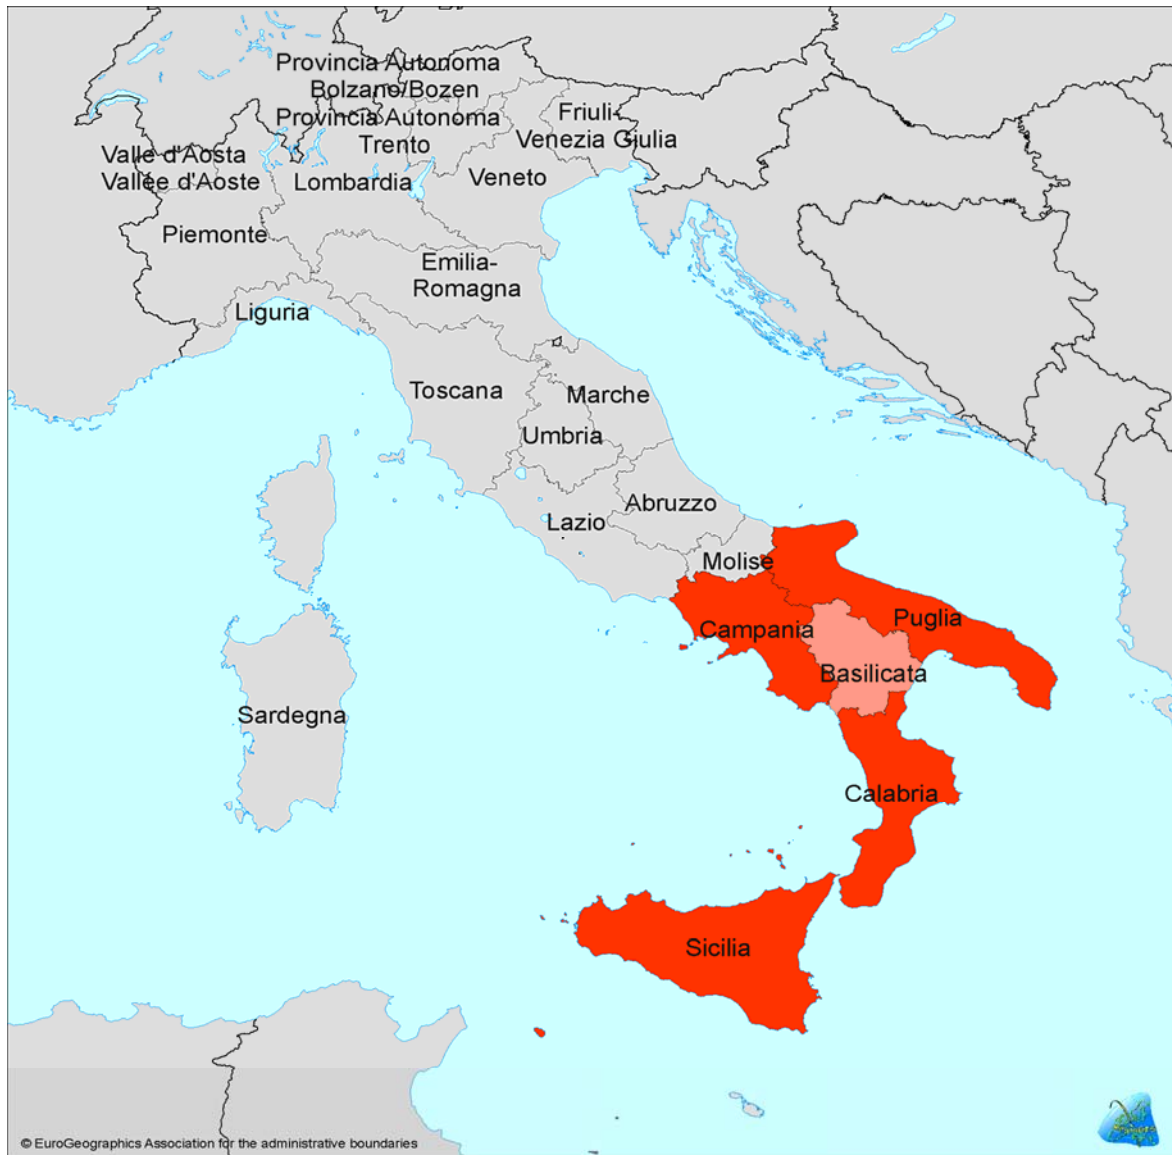 Provincia Autonoma
Bolzano/Bozen
Provincia Autonoma
Trento
Friuli-
Venezia Giulia
Valle d'Aosta
Vallée d'Aoste
Lombardia
Veneto
Piemonte
Emilia-
Romagna
Liguria
Toscana
Marche
Umbria
Abruzzo
Lazio
Molise
Puglia
Campania
Basilicata
Sardegna
Calabria
Sicilia
© EuroGeographics Association for the administrative boundaries